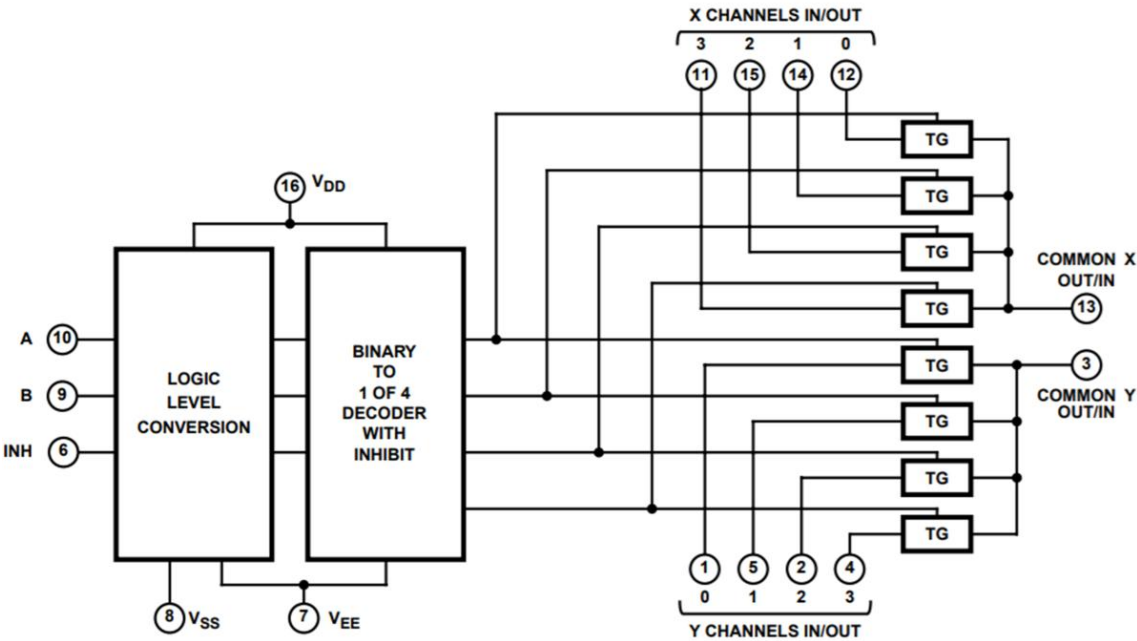 X CHANNELS IN/OUT
3 2 1 0
11 15 14 12
TG
16 VDD
TG
TG
COMMON X
OUT/IN
TG
13
A 10
BINARY
TO
1 OF 4
DECODER
WITH
INHIBIT
LOGIC
LEVEL
CONVERSION
TG
3
COMMON Y
OUT/IN
B 9
TG
INH 6
TG
TG
1 5 2 4
0 1 2 3
8 VSS
7 VEE
Y CHANNELS IN/OUT